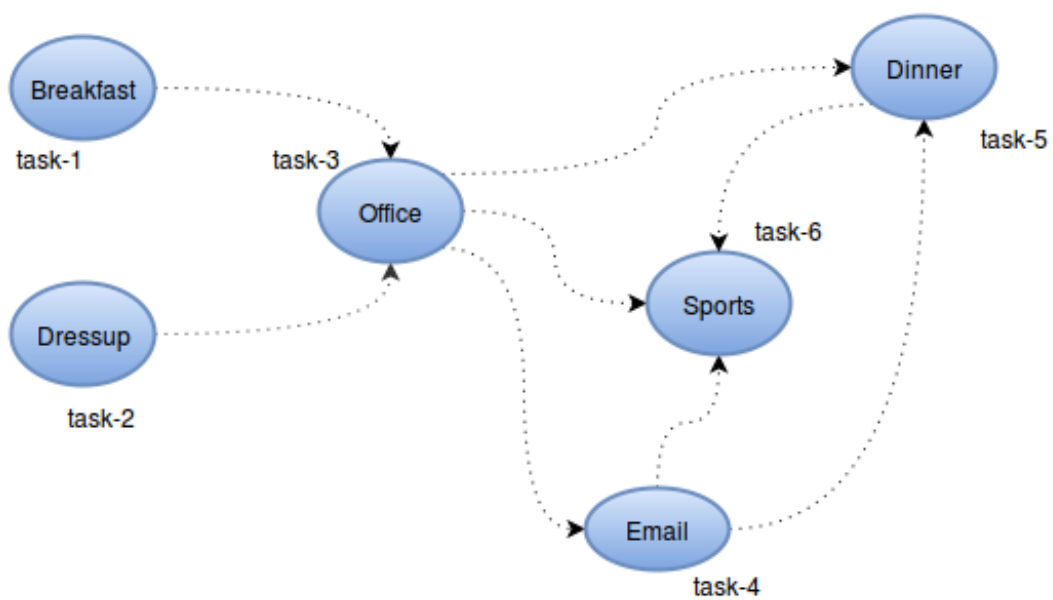 Breakfast
task-1
Dressup
task-2
task-3
Office
Dinner
task-5
task-6
Sports
Email
task-4